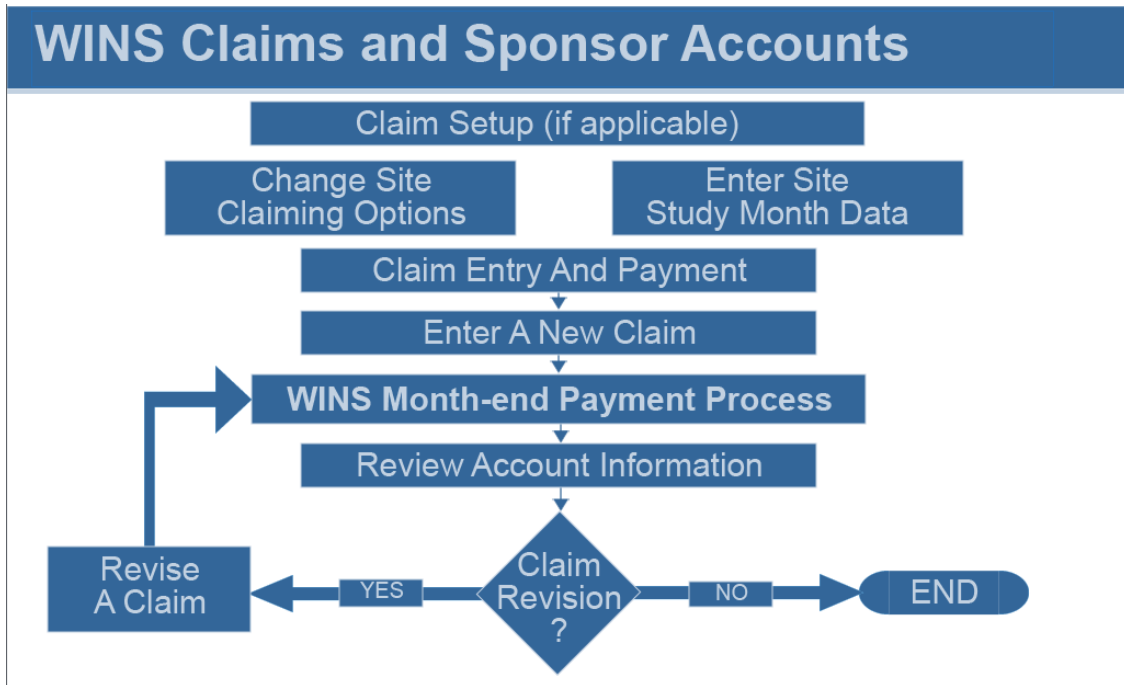 WINS Claims and Sponsor Accounts
Claim Setup (if applicable)
Change Site
Claiming Options
Enter Site
Study Month Data
Claim Entry And Payment
Enter A New Claim
WINS Month-end Payment Process
Review Account Information
Claim
Revision
?
YES
Revise
A Claim
NO
END